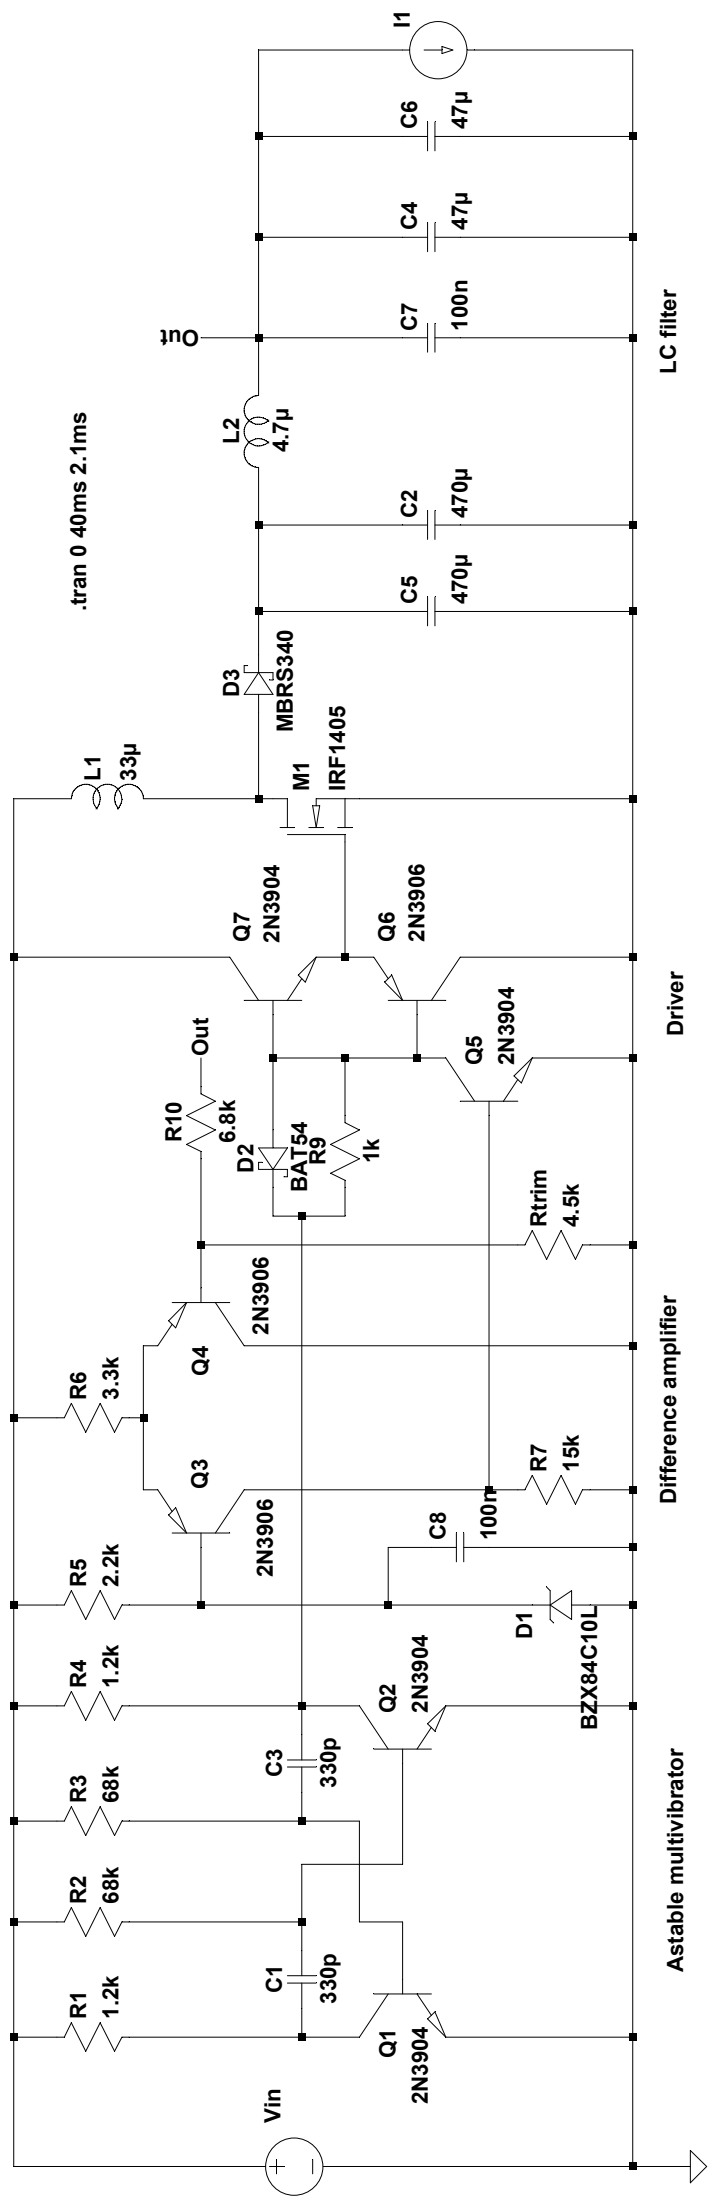 Vin
R1
1.2k
R2
68k
R3
68k
R4
1.2k
R5
2.2k
R6
3.3k
C1
330p
C3
330p
Q1
2N3904
Q2
2N3904
D1
BZX84C10L
C8
100n
Q3
2N3906
Q4
2N3906
R7
15k
Rtrim
4.5k
R10
6.8k
Out
D2
BAT54
R9
1k
Q5
2N3904
Q7
2N3904
Q6
2N3906
L1
33µ
M1
IRF1405
D3
MBRS340
C5
470µ
C2
470µ
L2
4.7µ
Out
C7
100n
C4
47µ
C6
47µ
I1
.tran 0 40ms 2.1ms
Astable multivibrator
Difference amplifier
Driver
LC filter